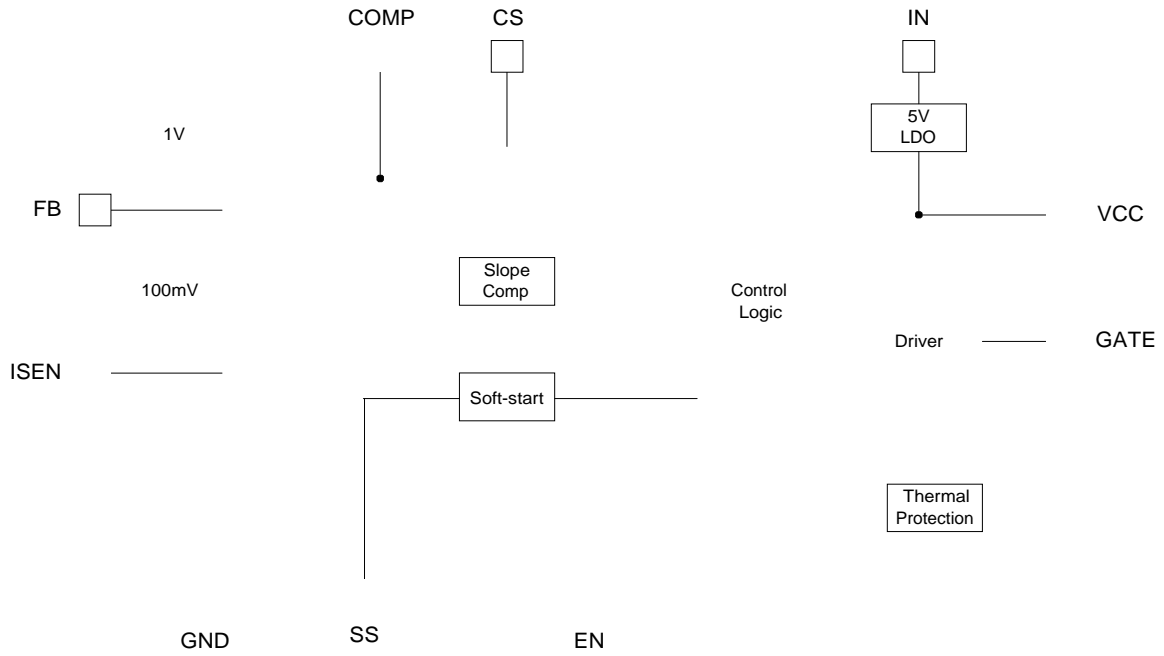 COMP
CS
IN
5V
LDO
1V
FB
VCC
100mV
Slope
Comp
Control
Logic
Driver
GATE
ISEN
Soft-start
Thermal
Protection
GND
SS
EN